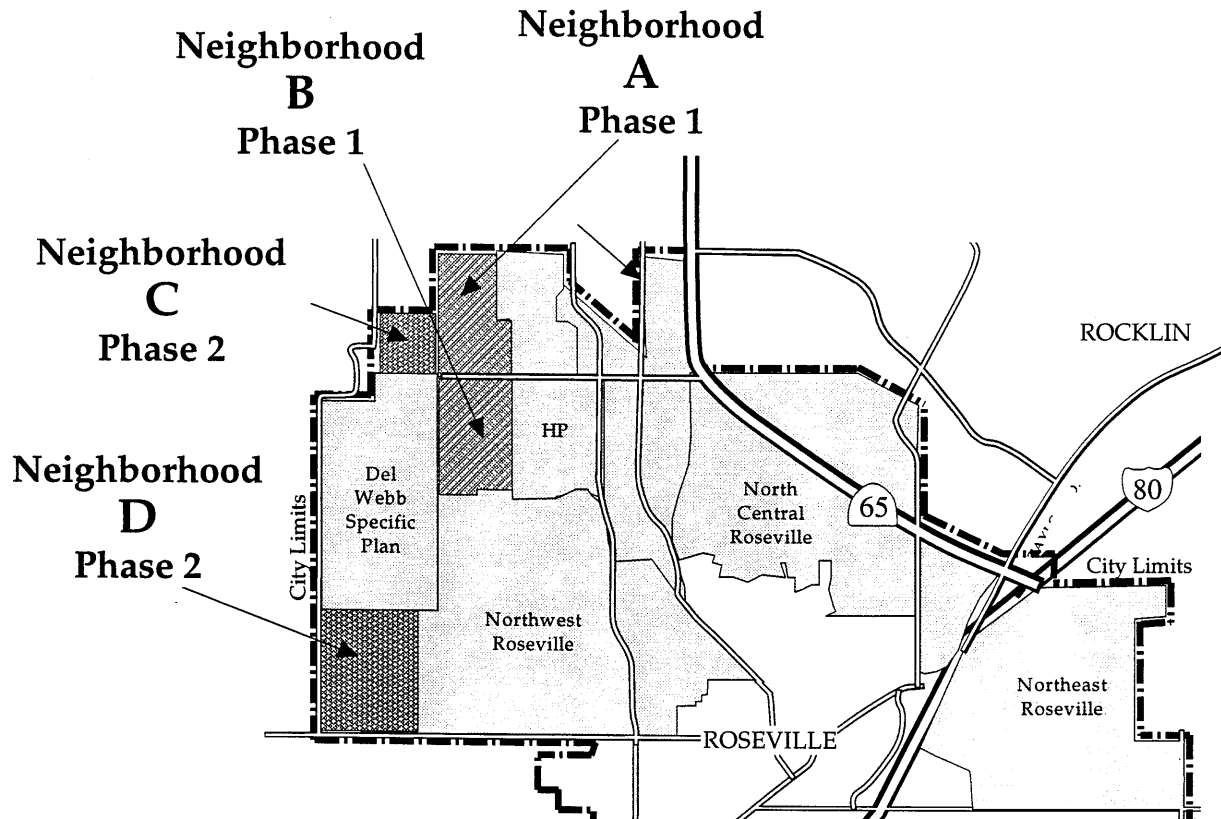 Neighborhood
A
Phase 1
Neighborhood
B
Phase 1
Neighborhood
C
Phase 2
ROCKLIN
HP
Del
Webb
Specific
Plan
North
Central
Roseville
65
80
Neighborhood
D
Phase 2
City Limits
City Limits
Northwest
Roseville
Northeast
Roseville
ROSEVILLE